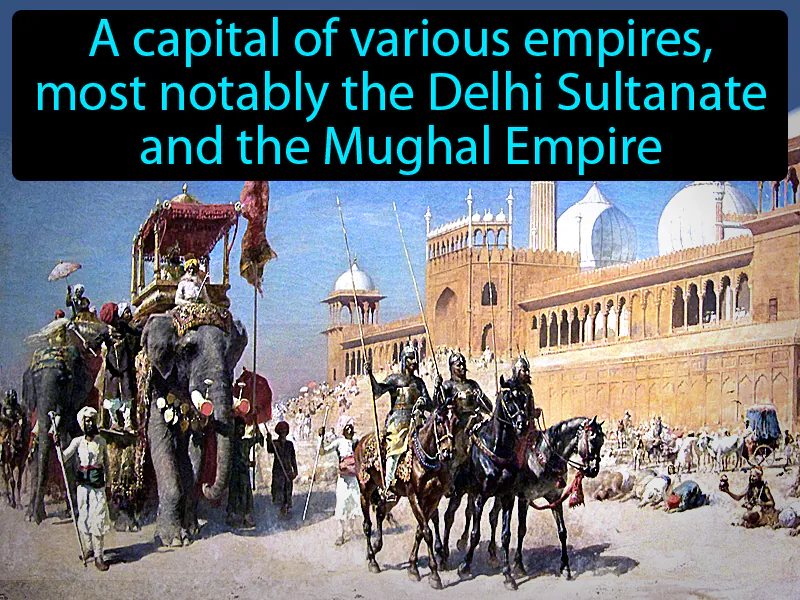 A capital of various empires,
most notably the Delhi Sultanate
and the Mughal Empire